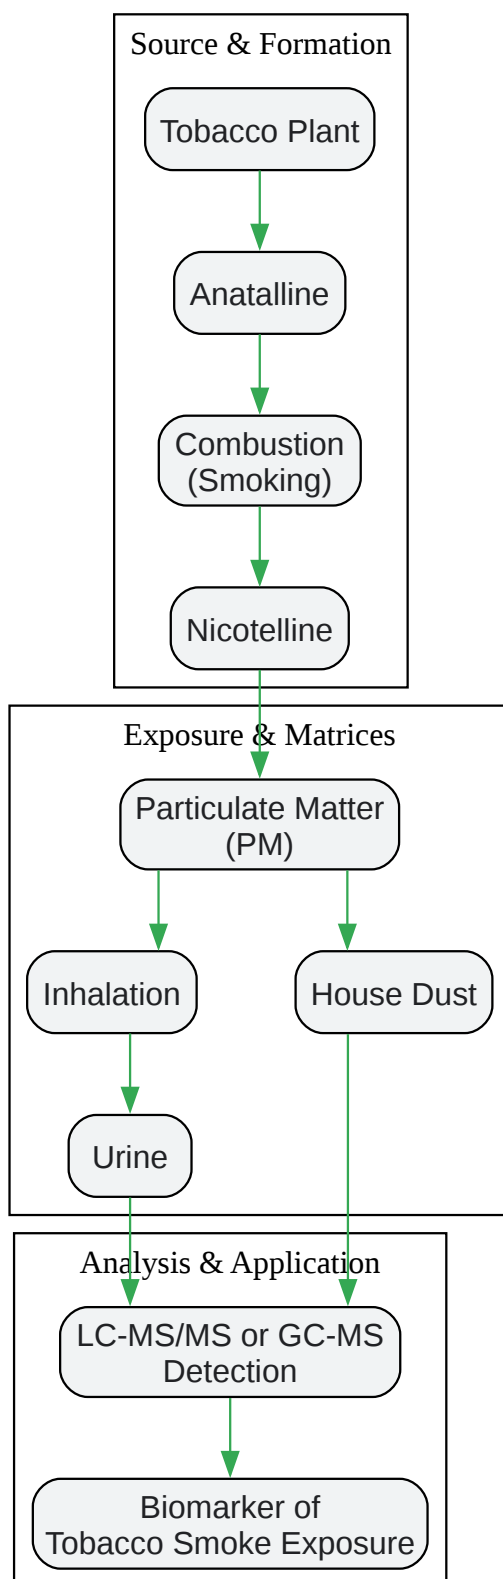 Source & Formation
Tobacco Plant
Anatalline
Combustion
(Smoking)
Nicotelline
Exposure & Matrices
Particulate Matter
(PM)
Inhalation
House Dust
Urine
Analysis & Application
LC-MS/MS or GC-MS
Detection
Biomarker of
Tobacco Smoke Exposure